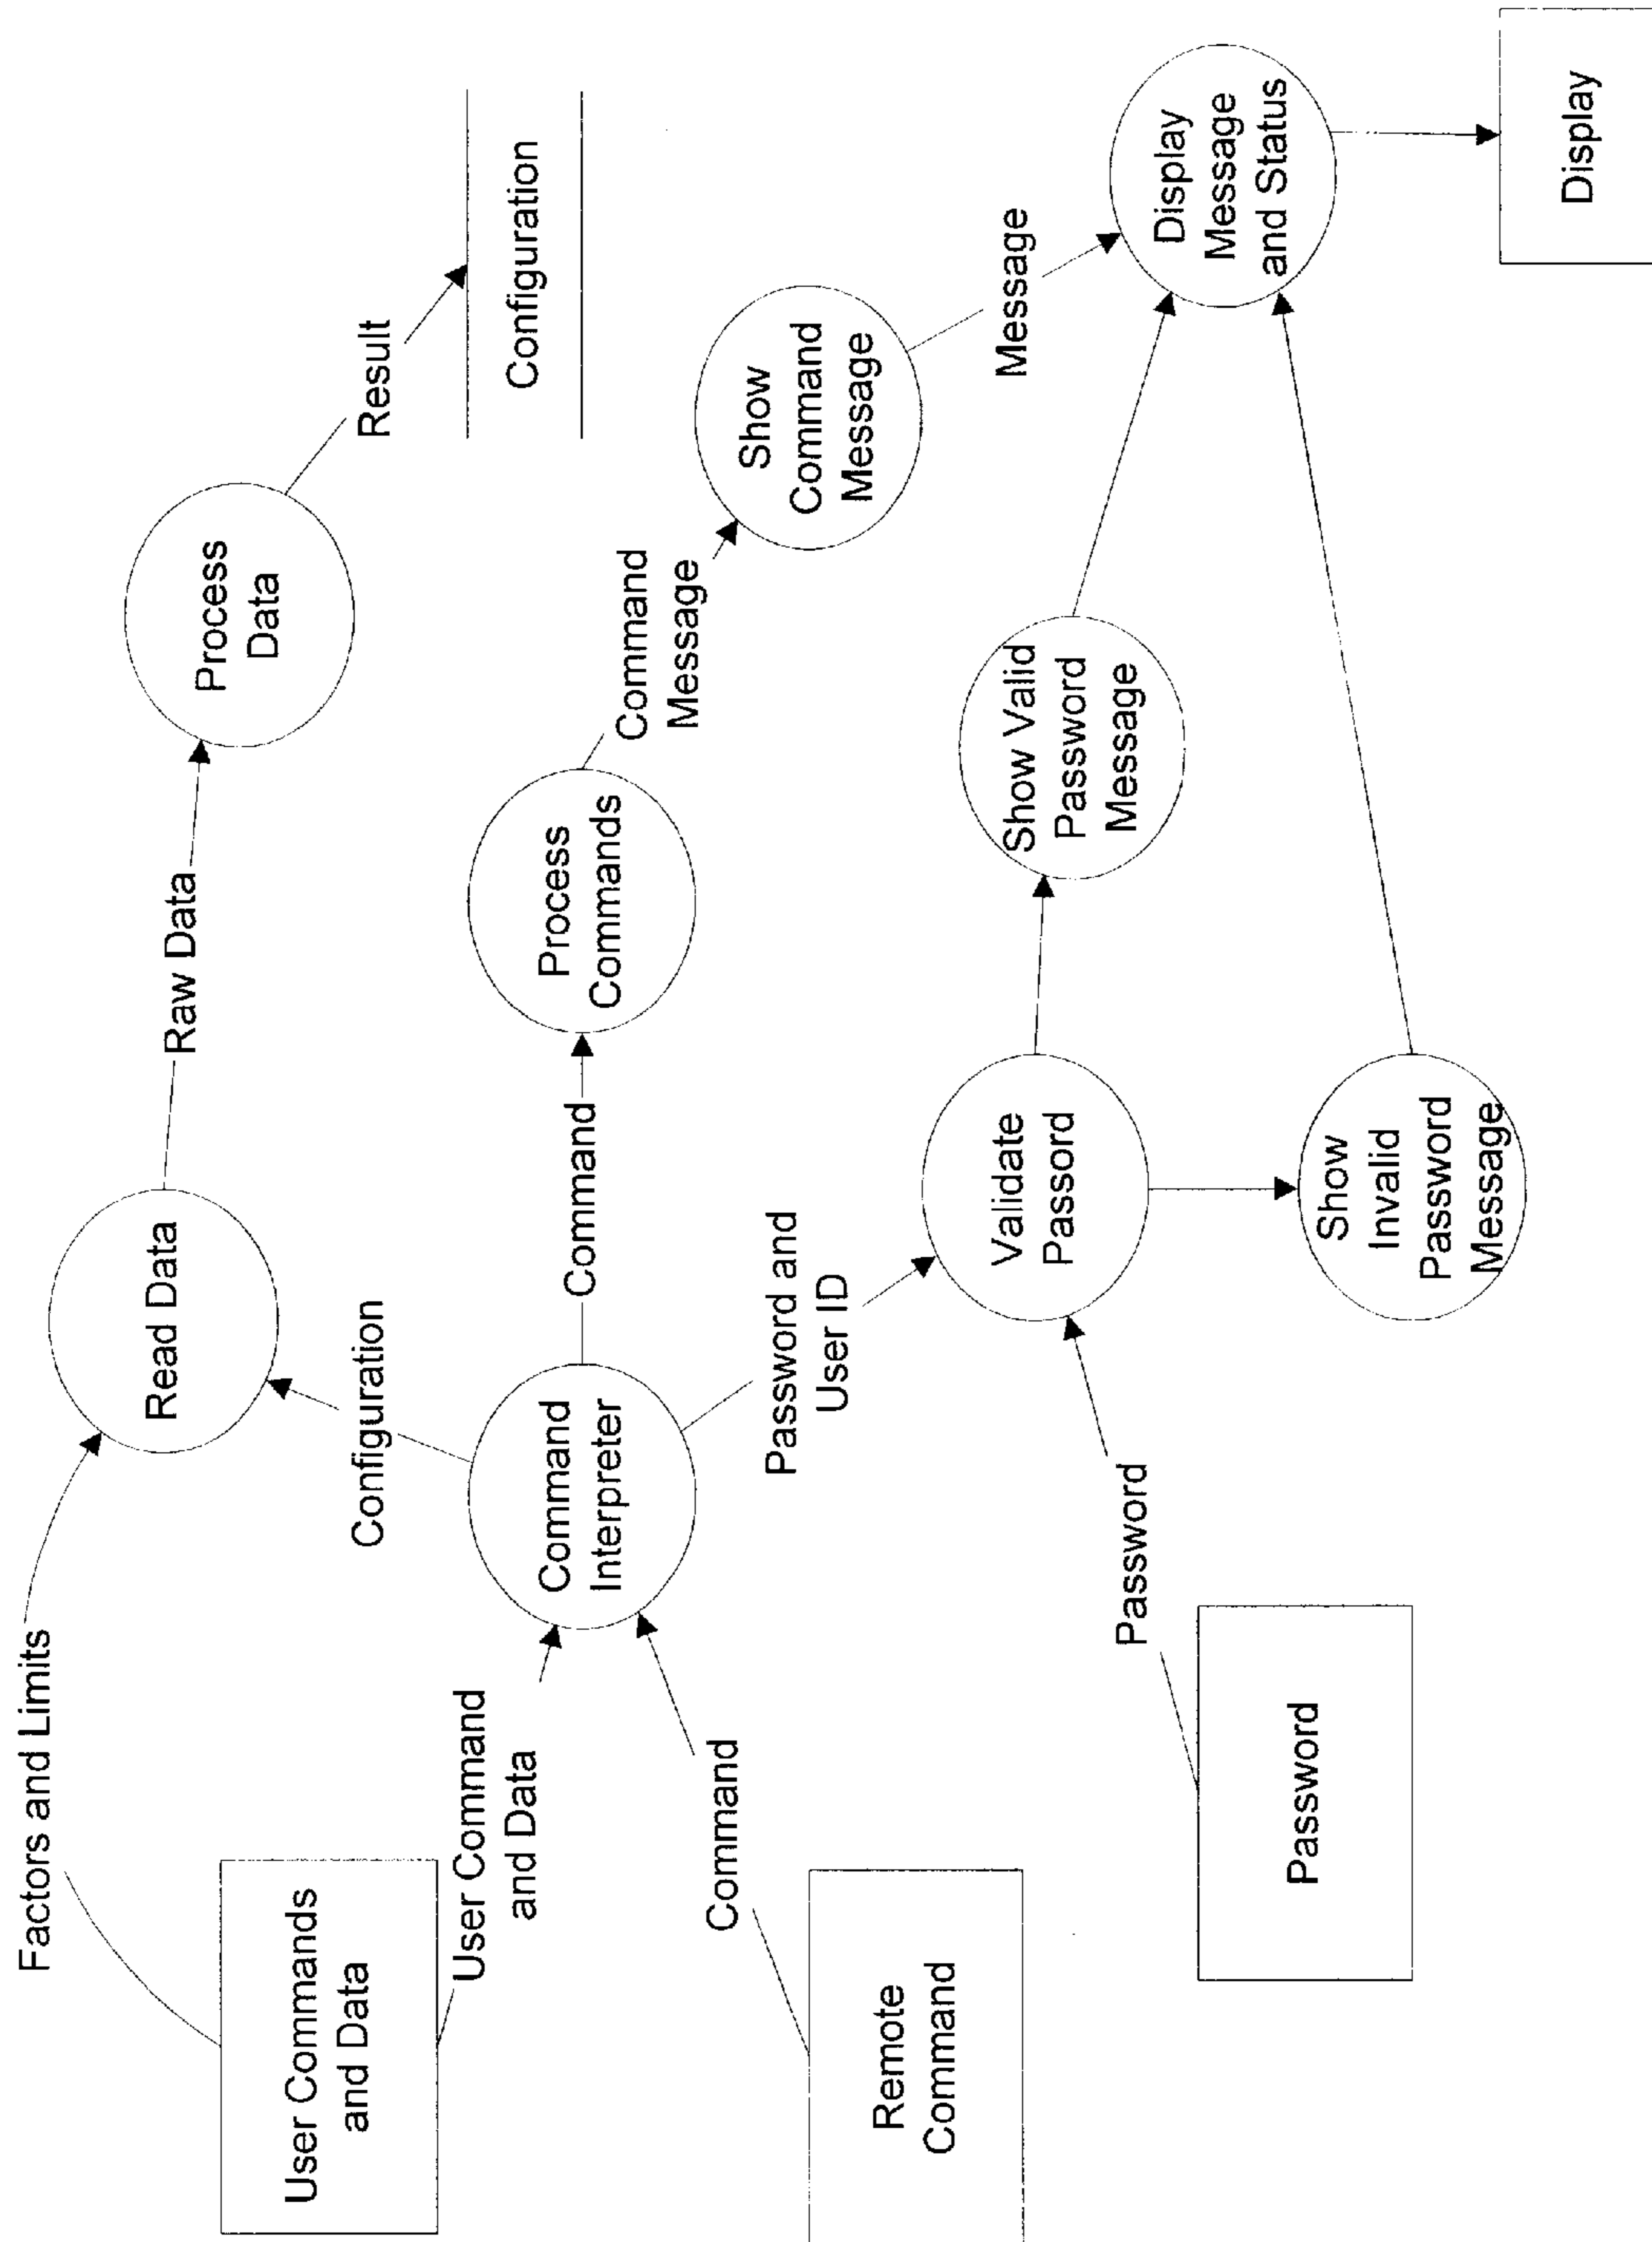 Factors and Limits
User Commands
and Data
User Command
and Data
Configuration
Read Data
Raw Data
Process
Data
Result
Configuration
Command
Interpreter
Command
Process
Commands
Command
Message
Show
Command
Message
Message
Remote
Command
Command
Password and
User ID
Validate
Passord
Show Valid
Password
Message
Display
Message
and Status
Password
Password
Show
Invalid
Password
Message
Display